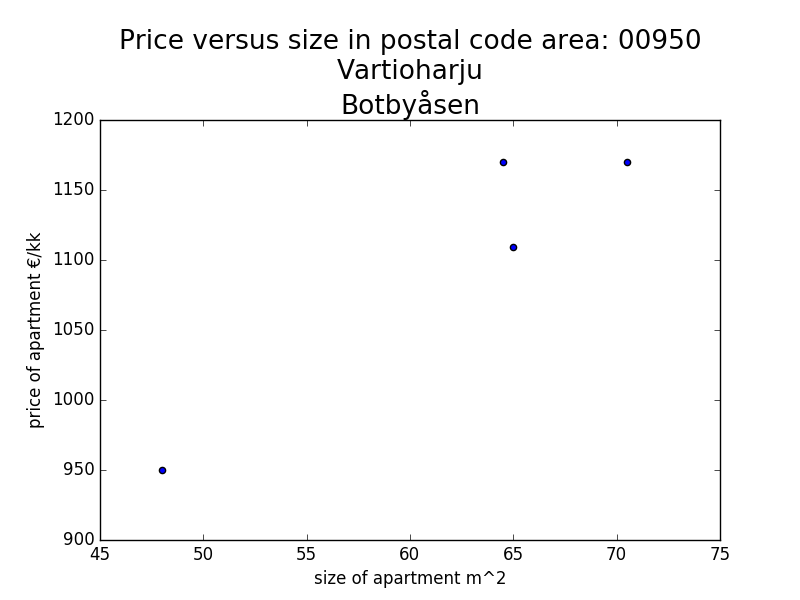 Price versus size in postal code area: 00950
Vartioharju
Botbyåsen
1200
1150
1100
1050
1000
950
900
price of apartment €/kk
45 50 55 60 65 70 75
size of apartment m^2